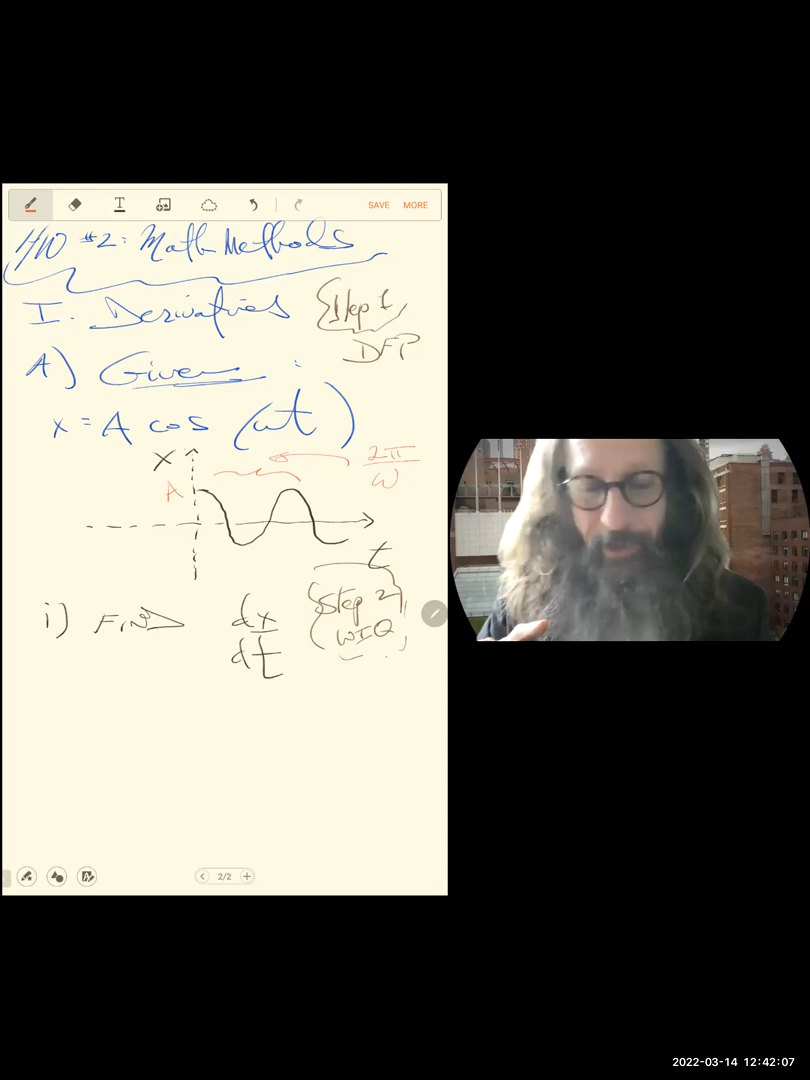 SAVE MORE
HW #2: Math Methods
I. Derivatives {Step 1}
DFP
A) Given :
x = A cos (ωt)
X
A
2π/ω
t
i) FIND dx/dt {Step 2
WIQ}
2/2
2022-03-14 12:42:07